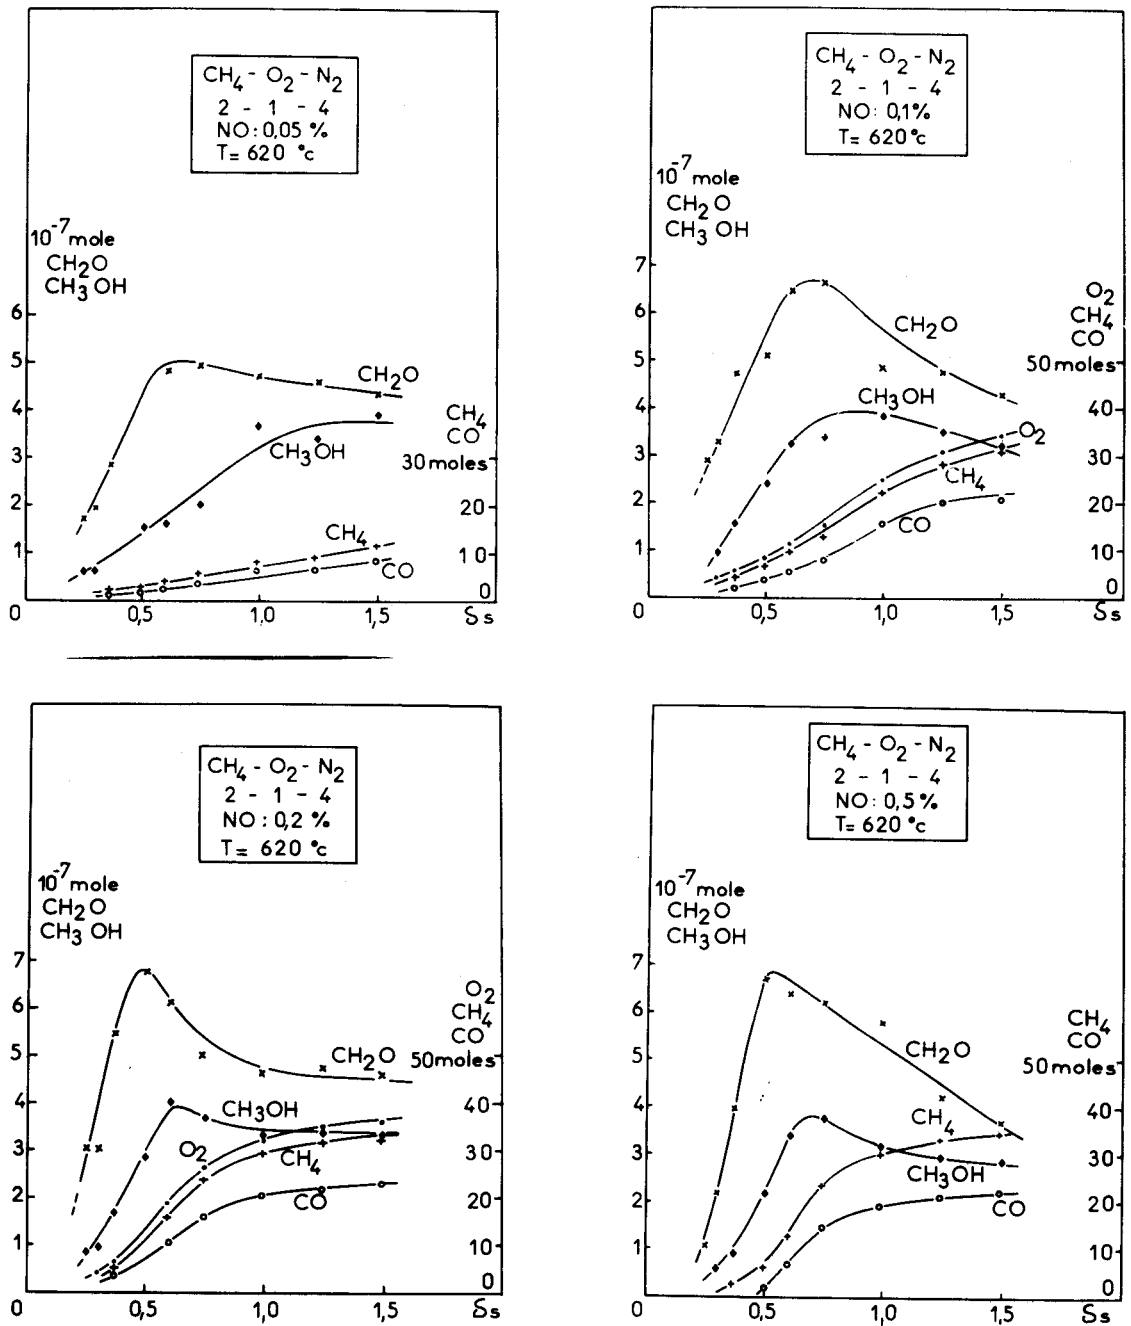 CH4 - O2 - N2
2 - 1 - 4
NO : 0,05 %
T = 620 °c
10-7 mole
CH2O
CH3 OH
6
5
4
3
2
1
0
CH2O
CH3OH
CH4
CO
30 moles
20
10
0
CH4
CO
0,5
1,0
1,5
δs
CH4 - O2 - N2
2 - 1 - 4
NO : 0,1%
T = 620 °c
10-7 mole
CH2 O
CH3 OH
7
6
5
4
3
2
1
0
O2
CH4
CO
50 moles
40
30
20
10
0
CH2O
CH3OH
O2
CH4
CO
0,5
1,0
1,5
δs
CH4 - O2 - N2
2 - 1 - 4
NO : 0,2 %
T = 620 °c
10-7 mole
CH2 O
CH3 OH
7
6
5
4
3
2
1
0
O2
CH4
CO
50 moles
40
30
20
10
0
CH2O
CH3OH
O2
CH4
CO
0,5
1,0
1,5
δs
CH4 - O2 - N2
2 - 1 - 4
NO : 0,5 %
T = 620 °c
10-7 mole
CH2 O
CH3 OH
7
6
5
4
3
2
1
0
CH4
CO
50 moles
40
30
20
10
0
CH2O
CH4
CH3OH
CO
0,5
1,0
1,5
δs